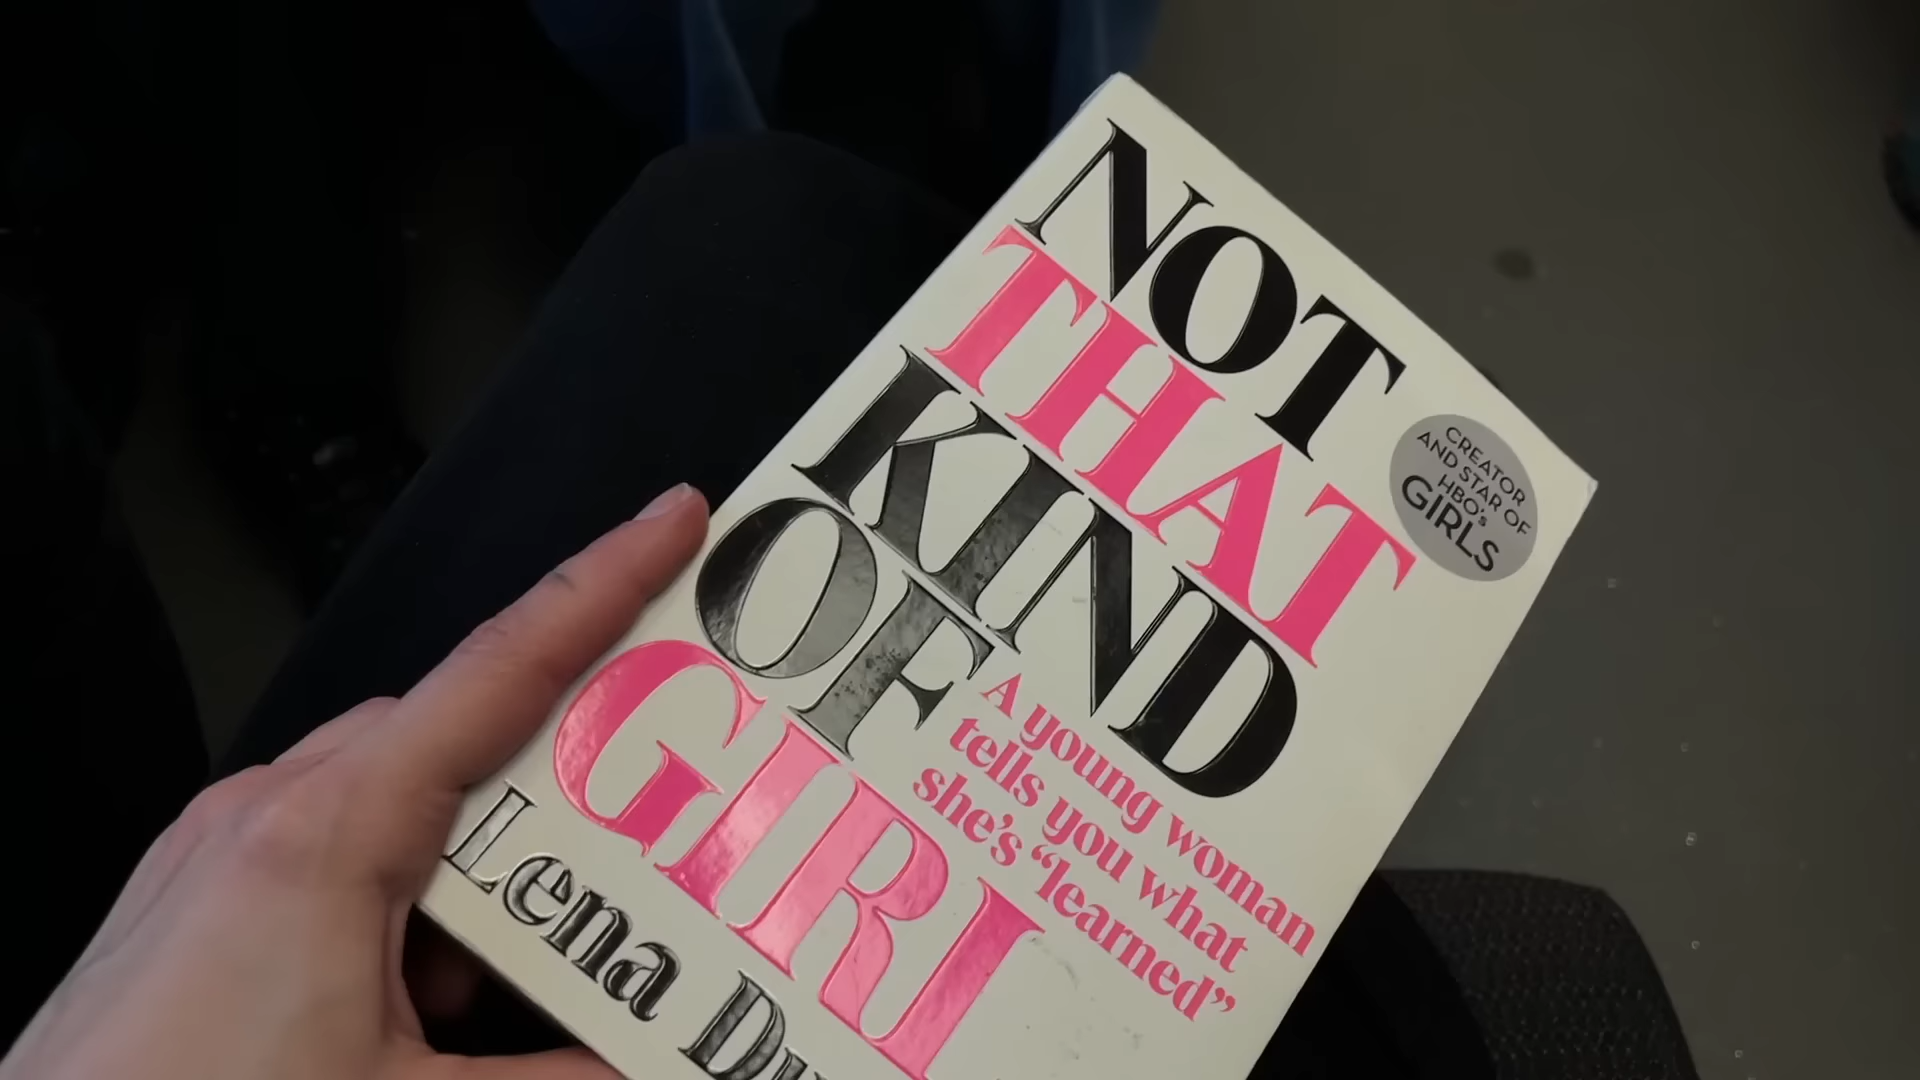 NOT
THAT
KIND
OF
GIRL
A young woman
tells you what
she's “learned”
Lena
CREATOR
AND STAR OF
HBO's
GIRLS